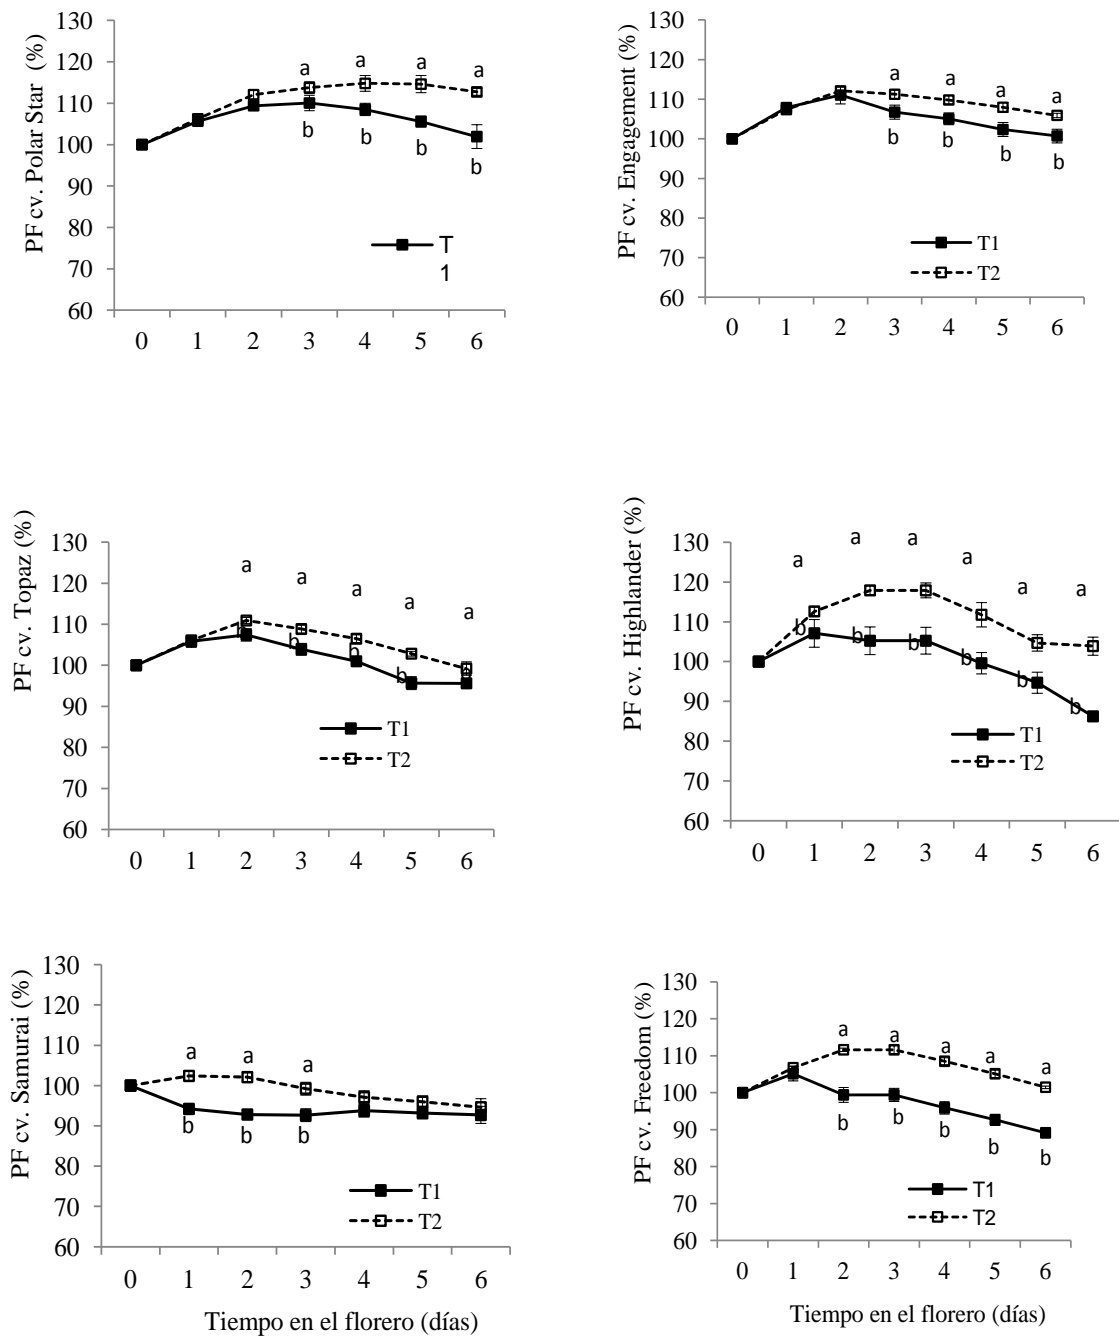 PF cv. Polar Star (%)
130
120
110
100
90
80
70
60
a a a a
b b b b
T
1
0 1 2 3 4 5 6
PF cv. Engagement (%)
130
120
110
100
90
80
70
60
a a a a
b b b b
T1
T2
0 1 2 3 4 5 6
PF cv. Topaz (%)
130
120
110
100
90
80
70
60
a a a a a
b b b b b
T1
T2
0 1 2 3 4 5 6
PF cv. Highlander (%)
130
120
110
100
90
80
70
60
a a a a a a
b b b b b b
T1
T2
0 1 2 3 4 5 6
PF cv. Samurai (%)
130
120
110
100
90
80
70
60
a a a
b b b
T1
T2
0 1 2 3 4 5 6
Tiempo en el florero (días)
PF cv. Freedom (%)
130
120
110
100
90
80
70
60
a a a a a
b b b b b
T1
T2
0 1 2 3 4 5 6
Tiempo en el florero (días)